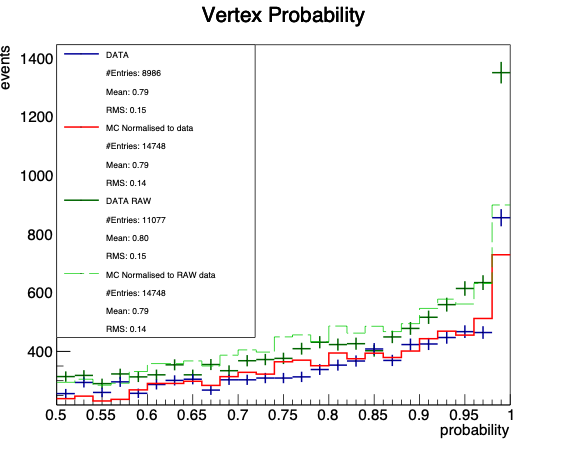 Vertex Probability
events
1400
1200
1000
800
600
400
DATA
#Entries: 8986
Mean: 0.79
RMS: 0.15
MC Normalised to data
#Entries: 14748
Mean: 0.79
RMS: 0.14
DATA RAW
#Entries: 11077
Mean: 0.80
RMS: 0.15
MC Normalised to RAW data
#Entries: 14748
Mean: 0.79
RMS: 0.14
0.5 0.55 0.6 0.65 0.7 0.75 0.8 0.85 0.9 0.95 1
probability